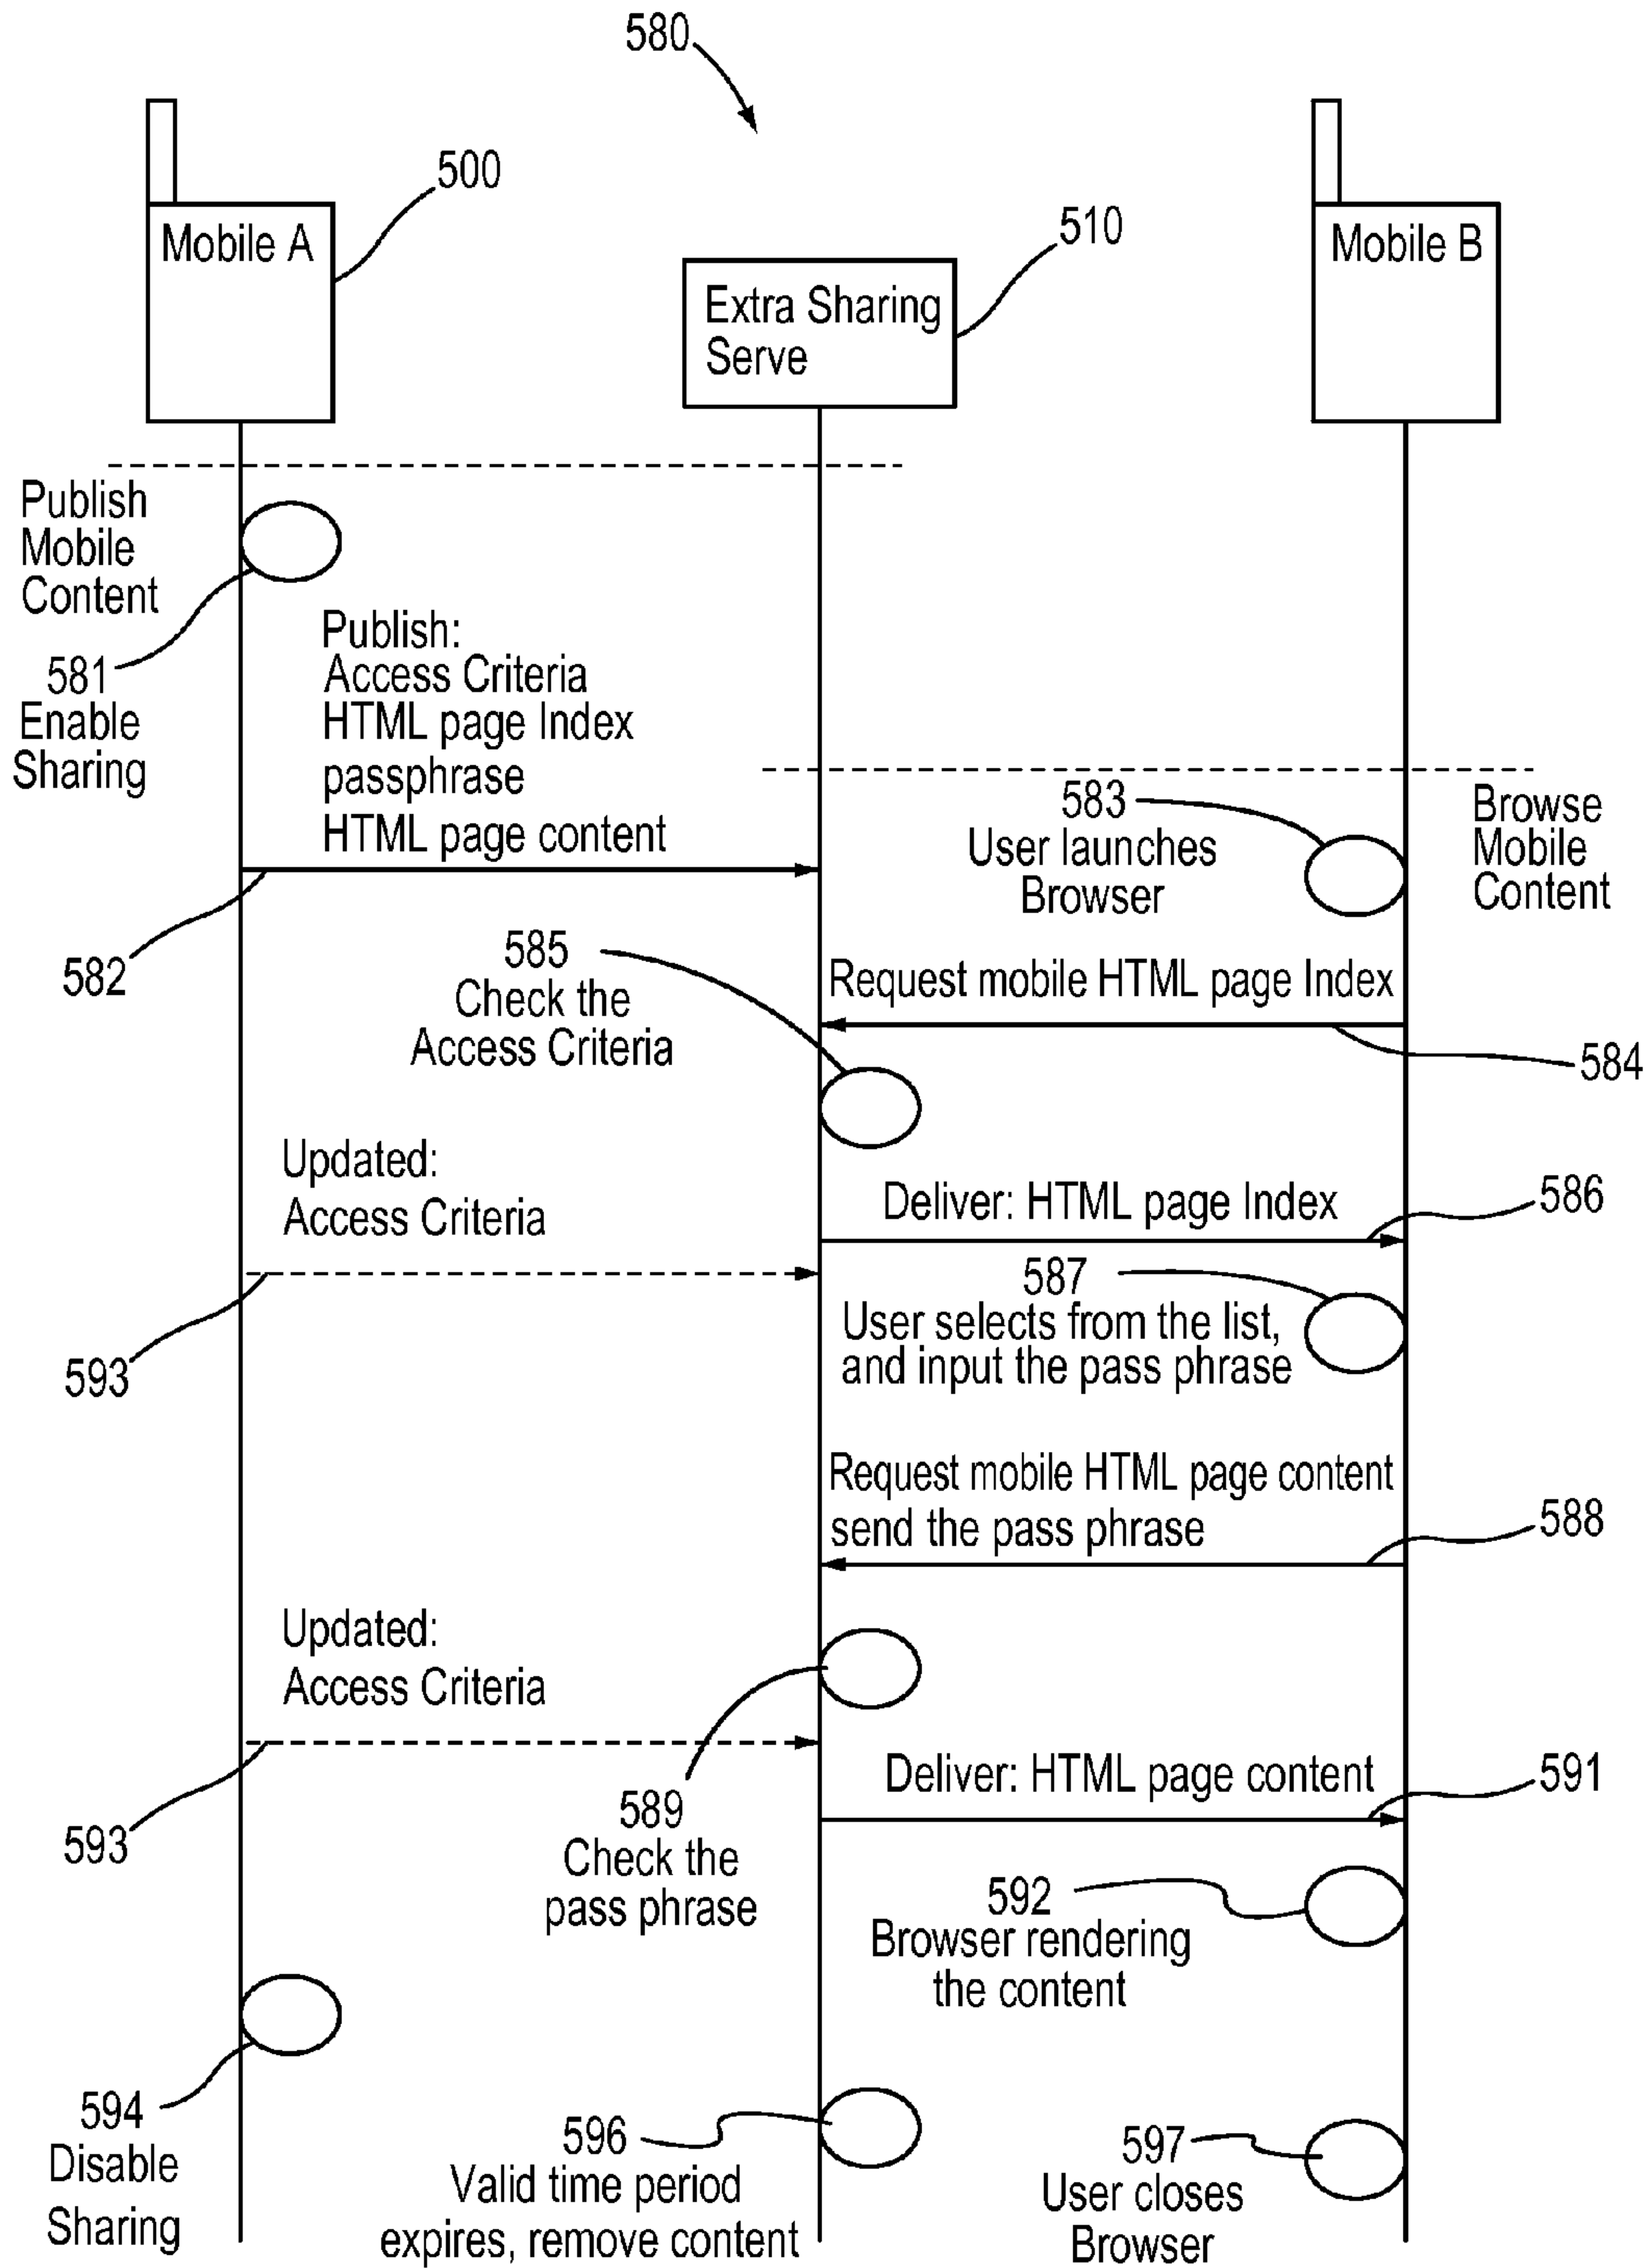 580
500
Mobile A
510
Mobile B
Extra Sharing
Serve
Publish
Mobile
Content
581
Enable
Sharing
Publish:
Access Criteria
HTML page Index
passphrase
HTML page content
582
583
User launches
Browser
Browse
Mobile
Content
585
Check the
Access Criteria
Request mobile HTML page Index
584
Updated:
Access Criteria
593
Deliver: HTML page Index
586
587
User selects from the list,
and input the pass phrase
Request mobile HTML page content
send the pass phrase
588
Updated:
Access Criteria
593
589
Check the
pass phrase
Deliver: HTML page content
591
592
Browser rendering
the content
594
Disable
Sharing
596
Valid time period
expires, remove content
597
User closes
Browser